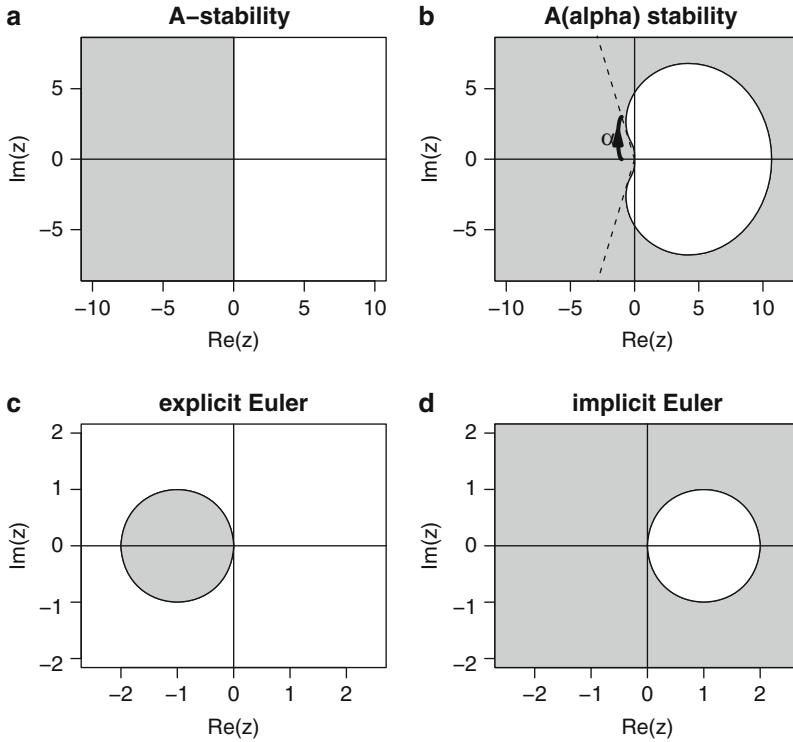 a A−stability
5
0
−5
Im(z)
−10 −5 0 5 10
Re(z)
b A(alpha) stability
5
0
−5
Im(z)
α
−10 −5 0 5 10
Re(z)
c explicit Euler
2
1
0
−1
−2
Im(z)
−2 −1 0 1 2
Re(z)
d implicit Euler
2
1
0
−1
−2
Im(z)
−2 −1 0 1 2
Re(z)